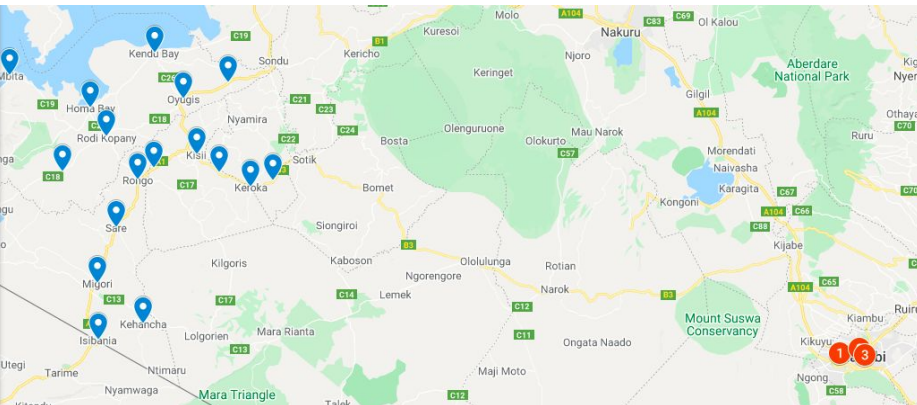 Molo
A104
C83
C69
Ol Kalou
Kuresoi
Nakuru
C19
B1
Kendu Bay
Kericho
Njoro
Sondu
Aberdare
National Park
Keringet
C26
Oyugis
Gilgil
C19
Homa Bay
C21
C23
A104
C18
Nyamira
C70
Rodi Kopany
C24
Olenguruone
Mau Narok
C22
Ruru
Kisii
Bosta
Olokurto
Morendati
C57
Sotik
Naivasha
C18
Rongo
C17
Keroka
Bomet
Karagita
C67
Kongoni
A104
C66
Sare
Siongiroi
C88
B3
Kijabe
Kilgoris
Kaboson
Ololulunga
Rotian
Ngorengore
C65
Migori
A104
Narok
C13
C17
C14
Lemek
B3
C12
Kehancha
Mount Suswa
Conservancy
Kiambu
Mara Rianta
C11
Isibania
Lolgorien
Ongata Naado
Kikuyu
C13
1
3
Utegi
Tarime
Ntimaru
Maji Moto
Ngong
Nyamwaga
Mara Triangle
C12
C58